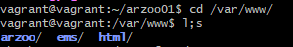 vagrant@vagrant:~/arzoo01$ cd /var/www/
vagrant@vagrant:/var/www$ l;s
arzoo/ ems/ html/